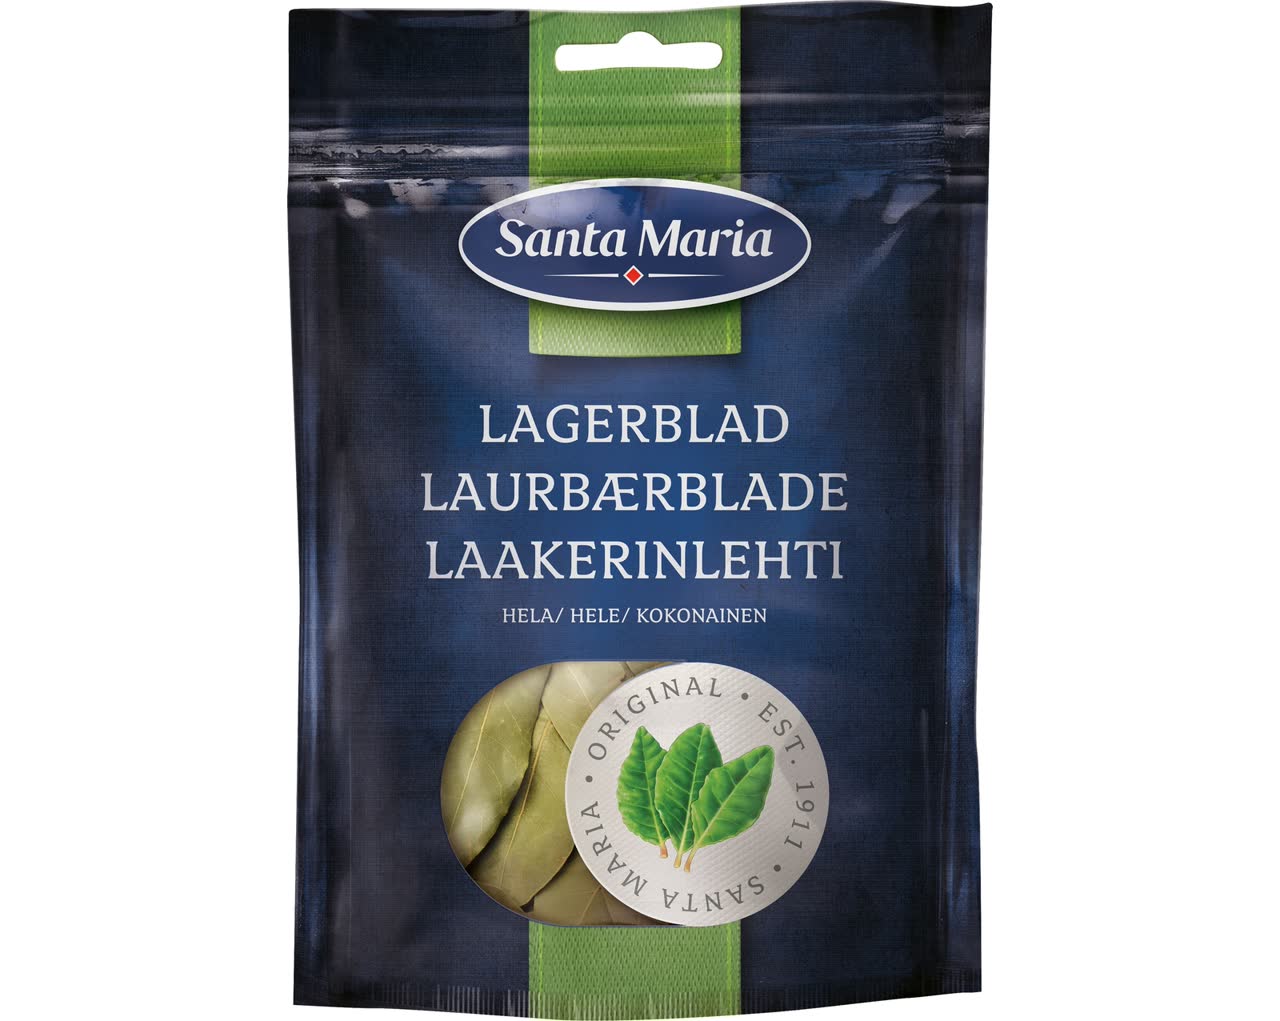 Santa Maria
LAGERBLAD
LAURBÆRBLADE
LAAKERINLEHTI
HELA/ HELE/ KOKONAINEN
ORIGINAL • EST. 1911 • SANTA MARIA •